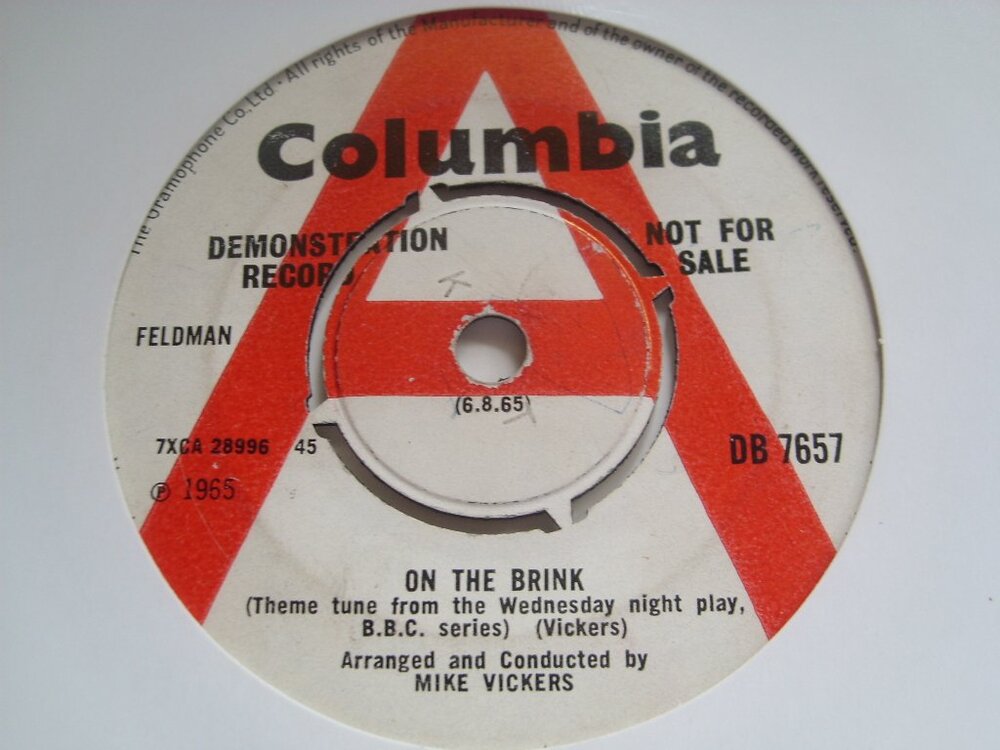 The Gramophone Co. Ltd · All rights of the Manufacturer and of the owner of the recorded work reserved.
Columbia
DEMONSTRATION
RECORD
NOT FOR
SALE
FELDMAN
(6.8.65)
7XCA 28996 45
DB 7657
℗ 1965
ON THE BRINK
(Theme tune from the Wednesday night play,
B.B.C. series) (Vickers)
Arranged and Conducted by
MIKE VICKERS